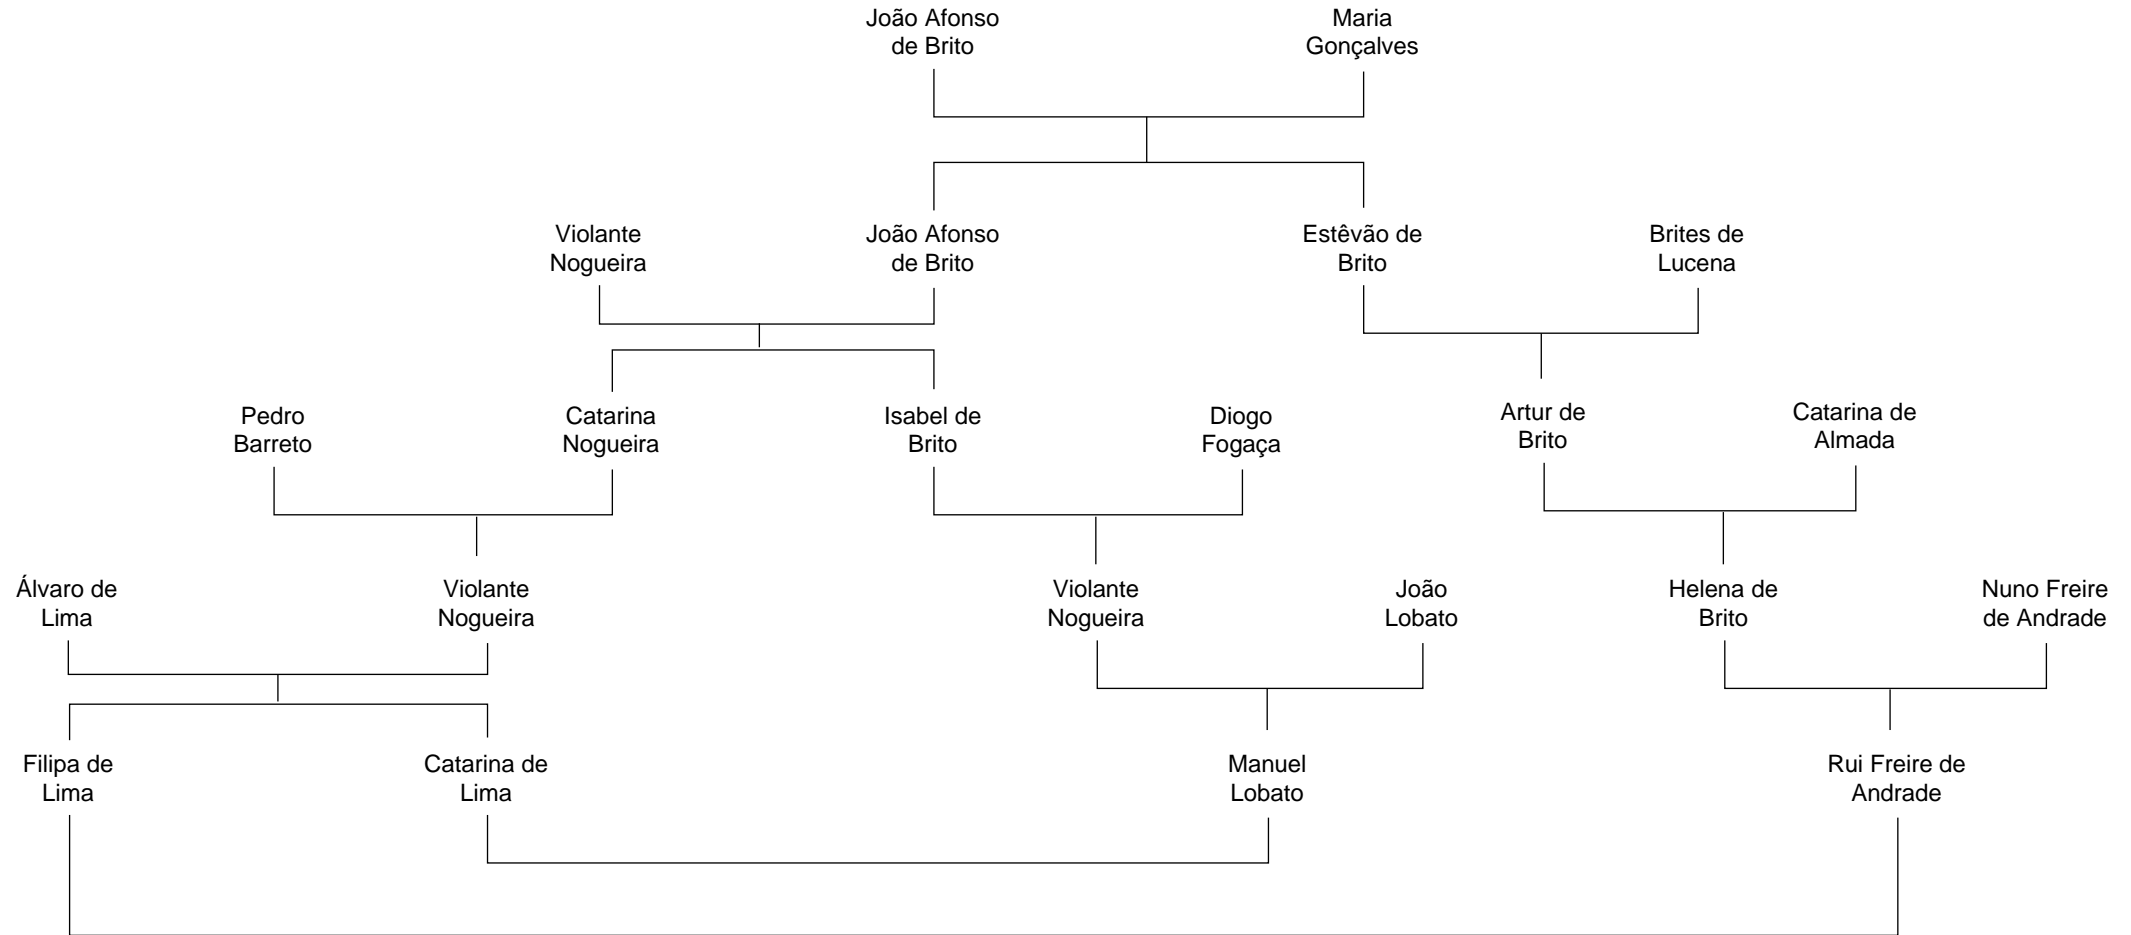 João Afonso
de Brito
Maria
Gonçalves
Violante
Nogueira
João Afonso
de Brito
Estêvão de
Brito
Brites de
Lucena
Pedro
Barreto
Catarina
Nogueira
Isabel de
Brito
Diogo
Fogaça
Artur de
Brito
Catarina de
Almada
Álvaro de
Lima
Violante
Nogueira
Violante
Nogueira
João
Lobato
Helena de
Brito
Nuno Freire
de Andrade
Filipa de
Lima
Catarina de
Lima
Manuel
Lobato
Rui Freire de
Andrade